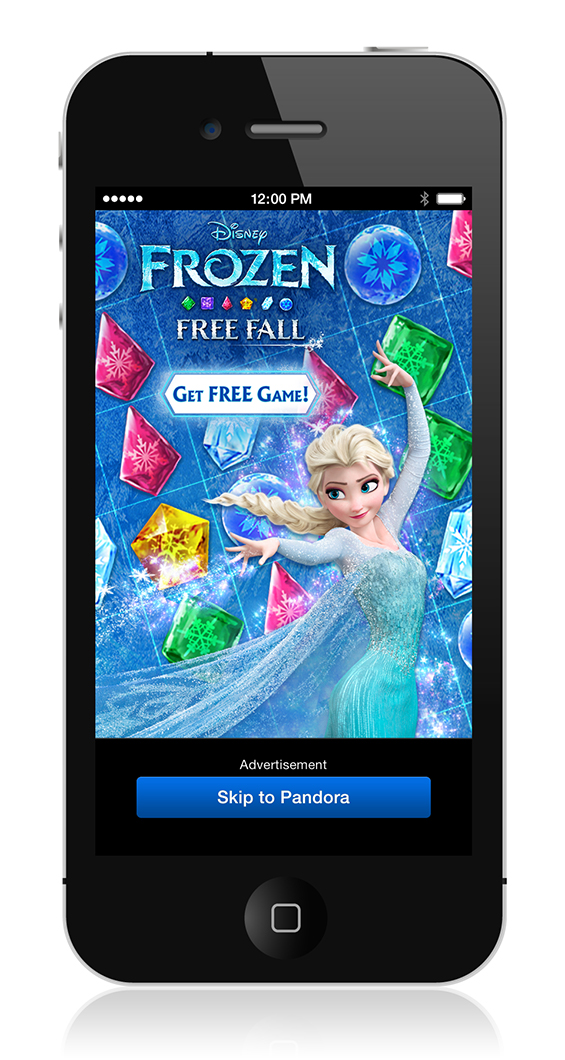 12:00 PM
Disney
FROZEN
FREE FALL
GET FREE GAME!
Advertisement
Skip to Pandora